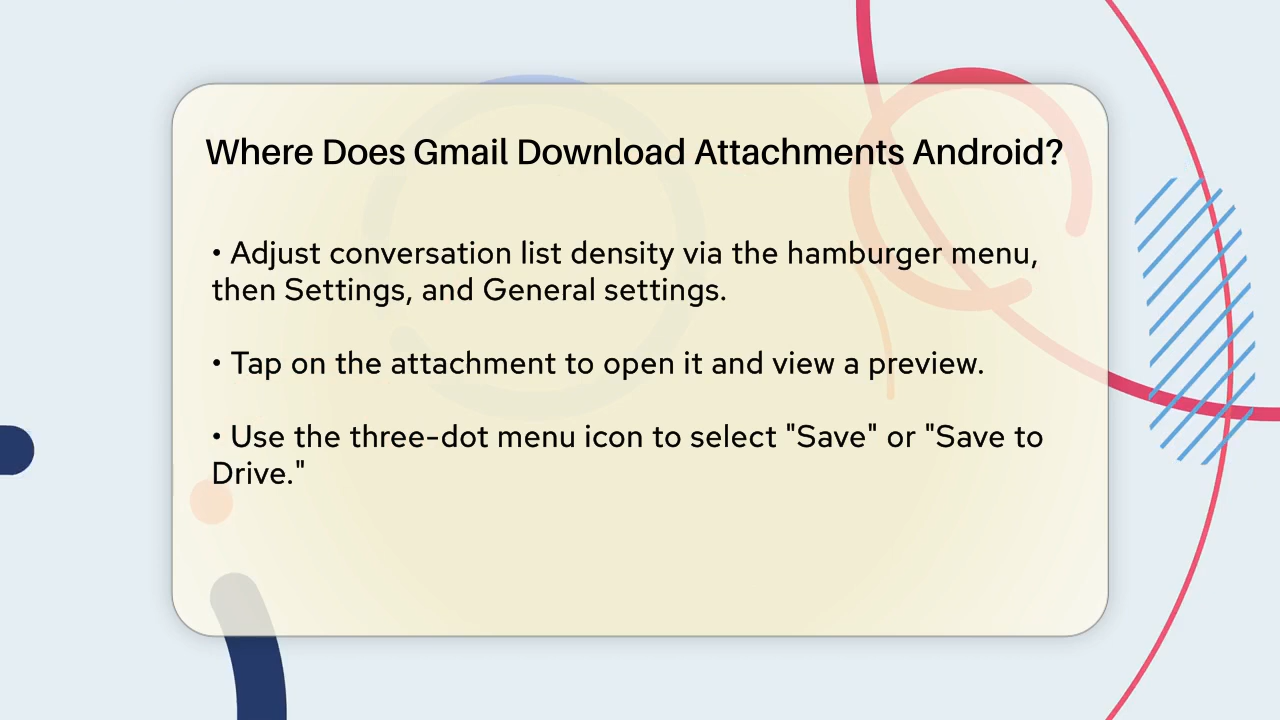 Where Does Gmail Download Attachments Android?
• Adjust conversation list density via the hamburger menu,
then Settings, and General settings.
• Tap on the attachment to open it and view a preview.
• Use the three-dot menu icon to select "Save" or "Save to
Drive."